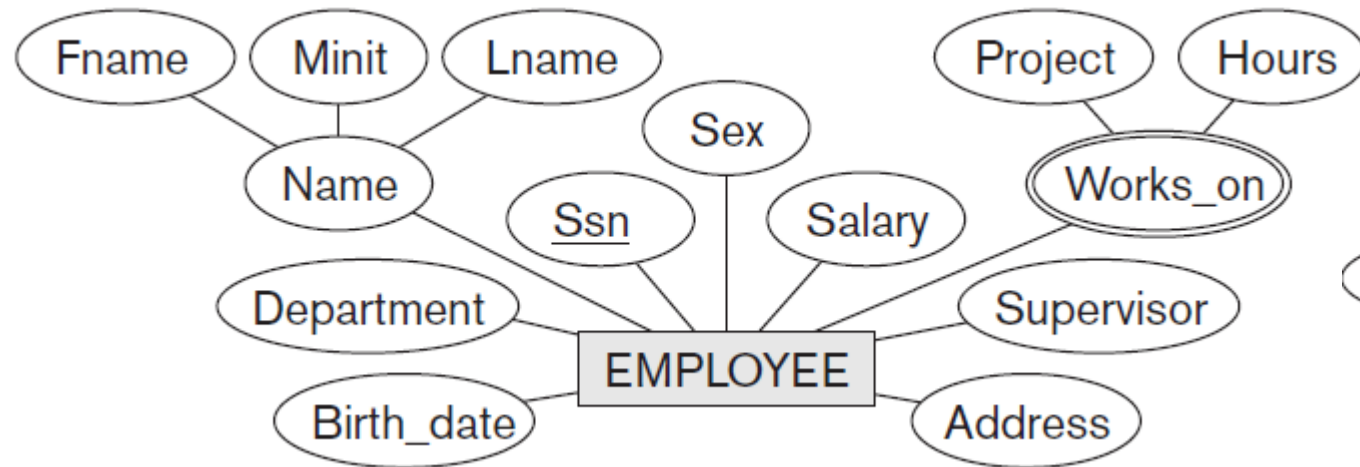 Fname
Minit
Lname
Project
Hours
Sex
Name
Works_on
Ssn
Salary
Department
Supervisor
EMPLOYEE
Birth_date
Address